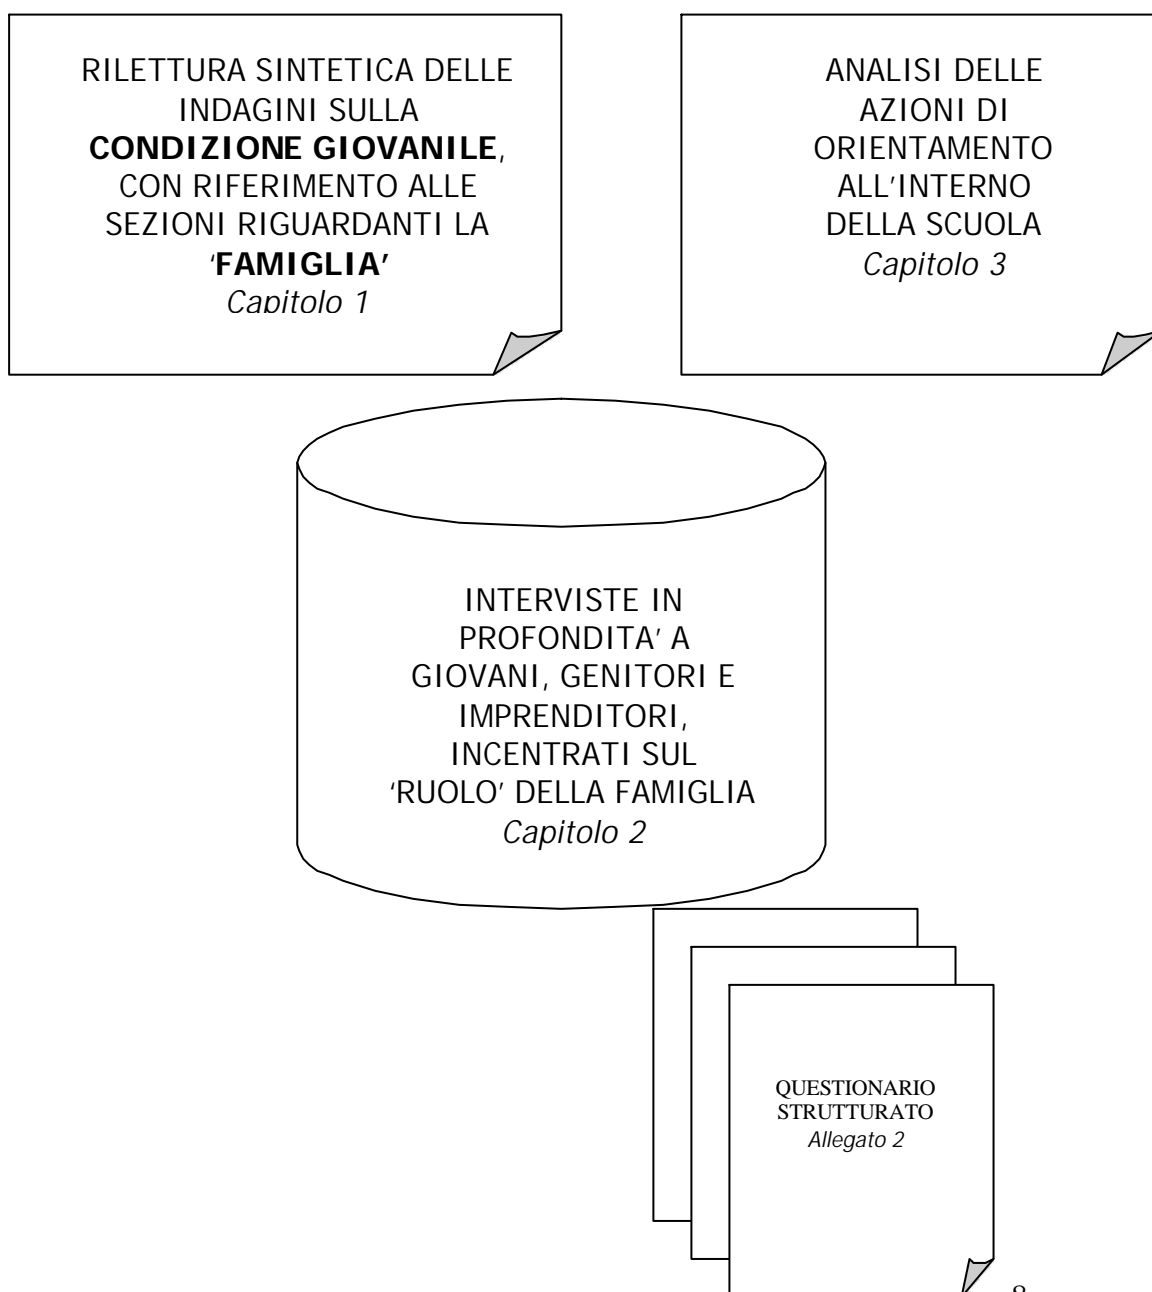 RILETTURA SINTETICA DELLE
INDAGINI SULLA
CONDIZIONE GIOVANILE,
CON RIFERIMENTO ALLE
SEZIONI RIGUARDANTI LA
‘FAMIGLIA’
Capitolo 1
ANALISI DELLE
AZIONI DI
ORIENTAMENTO
ALL’INTERNO
DELLA SCUOLA
Capitolo 3
INTERVISTE IN
PROFONDITA’ A
GIOVANI, GENITORI E
IMPRENDITORI,
INCENTRATI SUL
‘RUOLO’ DELLA FAMIGLIA
Capitolo 2
QUESTIONARIO
STRUTTURATO
Allegato 2
8